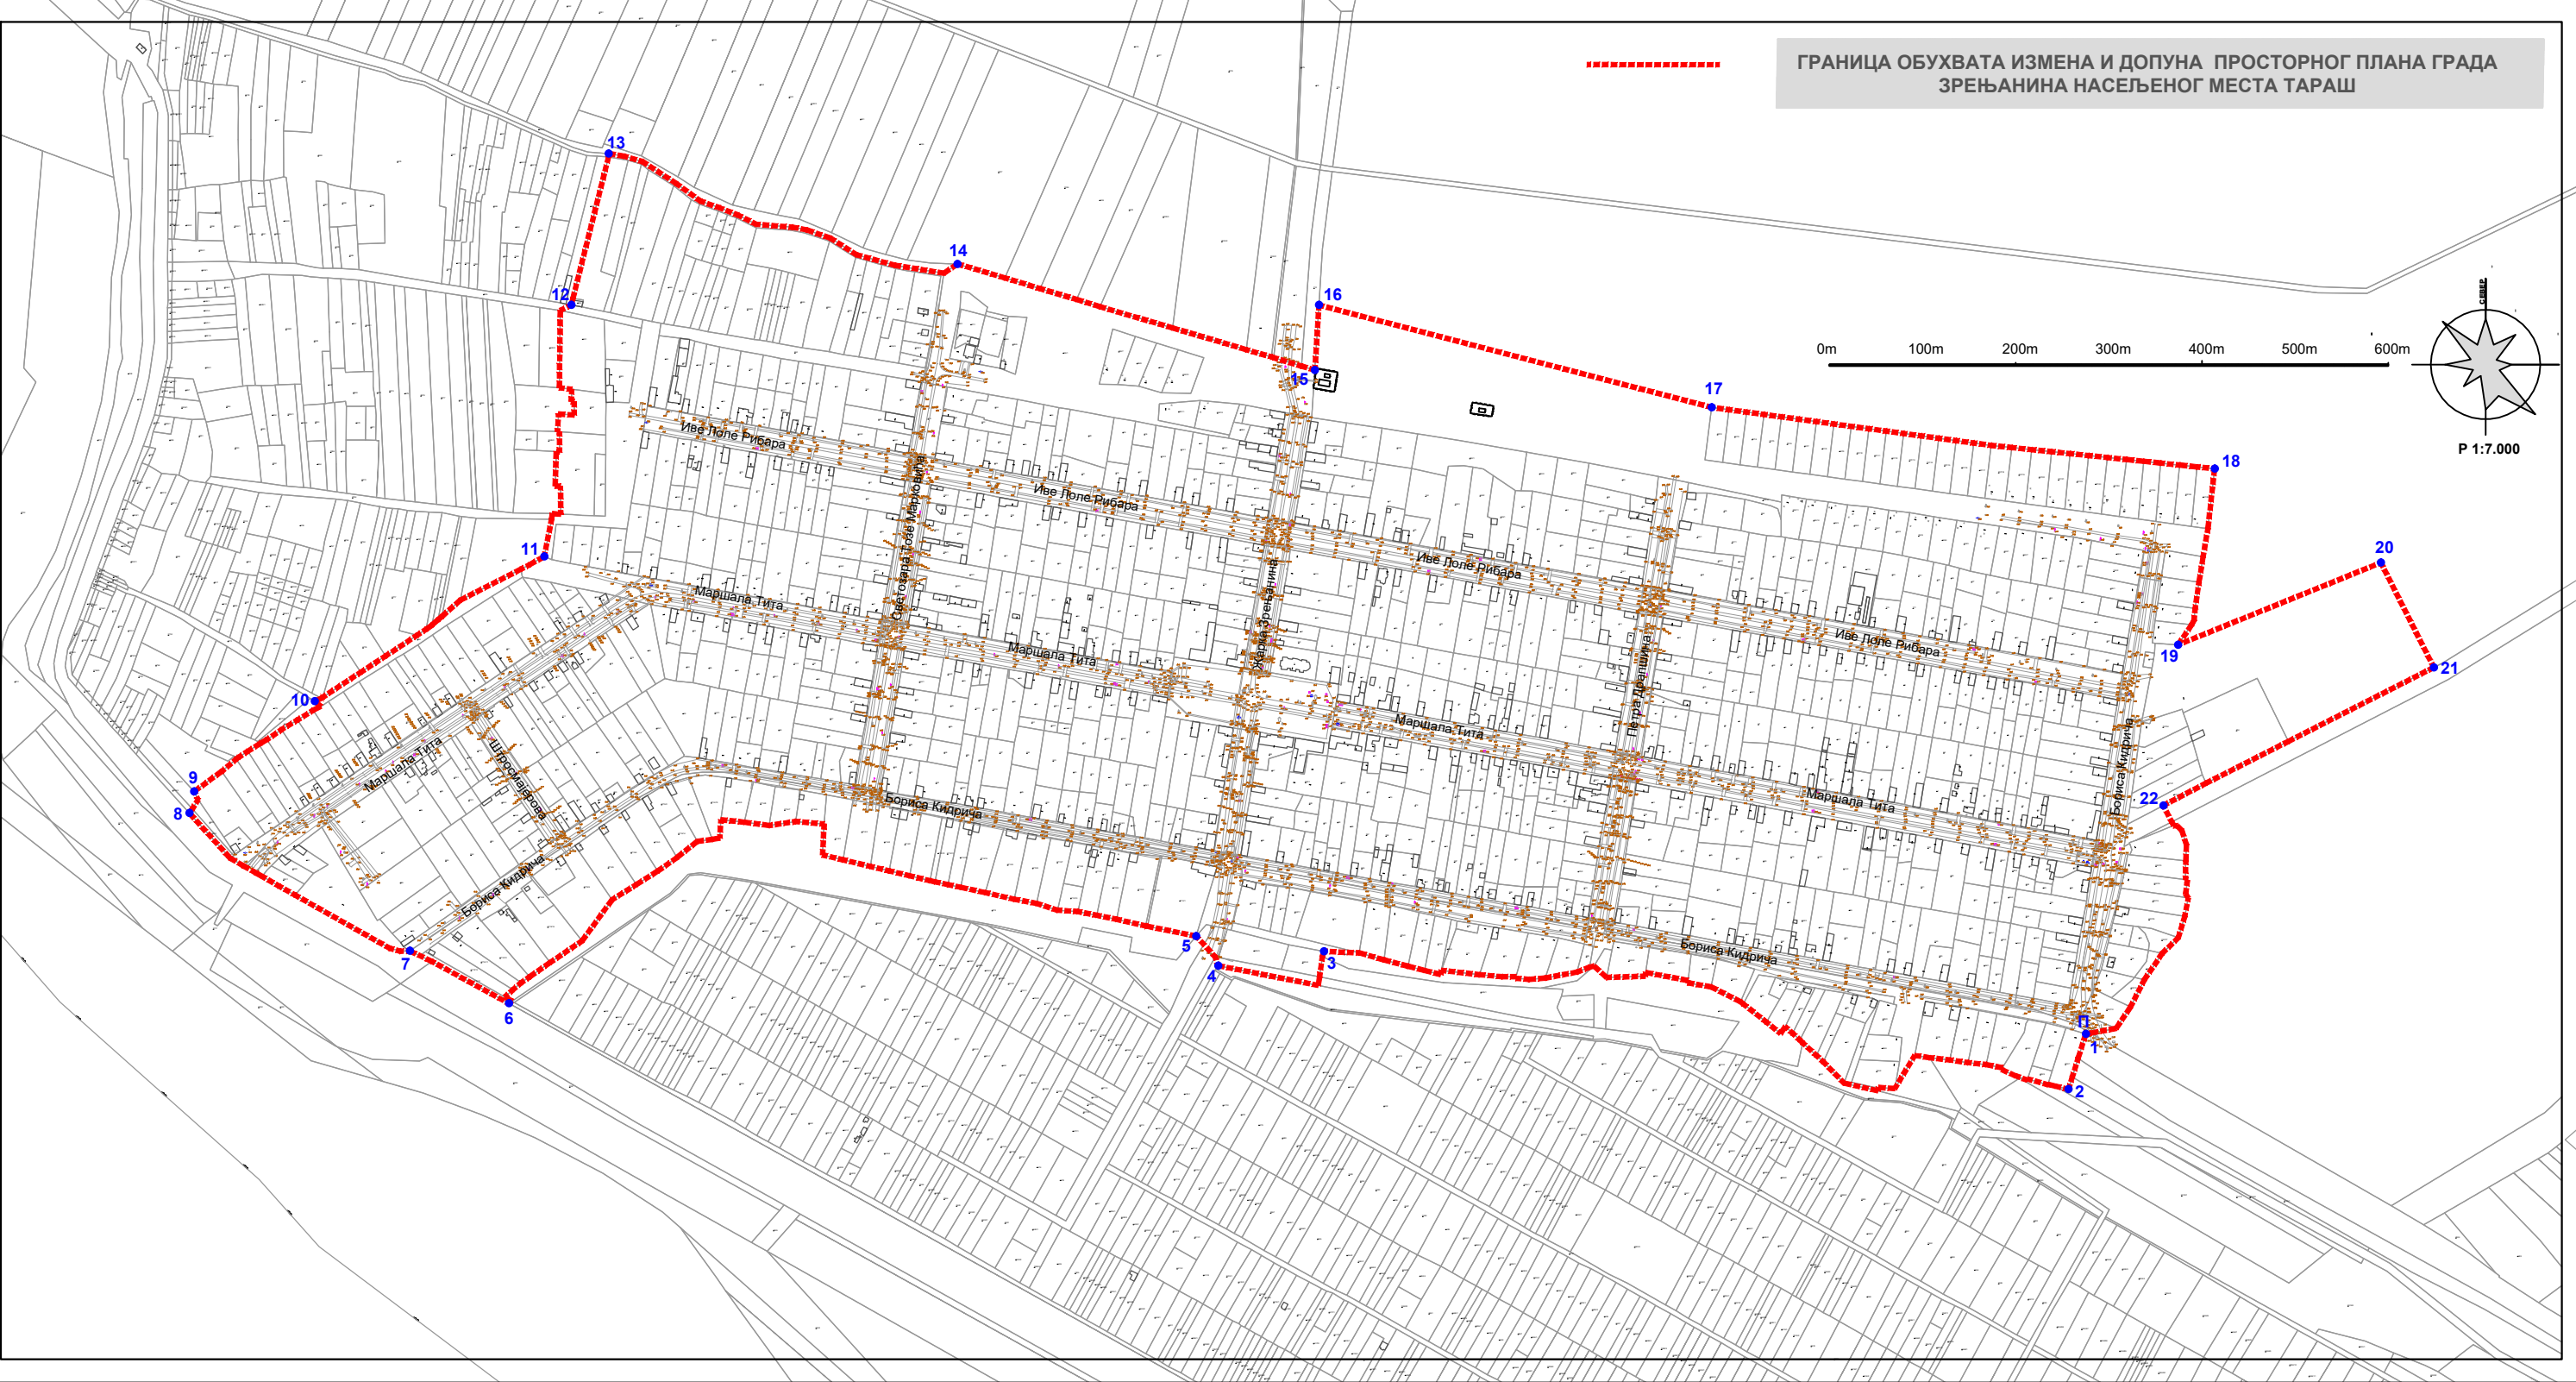 ГРАНИЦА ОБУХВАТА ИЗМЕНА И ДОПУНА ПРОСТОРНОГ ПЛАНА ГРАДА
ЗРЕЊАНИНА НАСЕЉЕНОГ МЕСТА ТАРАШ
13
14
12
16
15
17
18
СЕВЕР
0m 100m 200m 300m 400m 500m 600m
Р 1:7.000
Иве Лоле Рибара
Иве Лоле Рибара
Иве Лоле Рибара
Иве Лоле Рибара
Светозара Тозе Марковића
Жарка Зрењанина
Петра Драпшина
Бориса Кидрича
11
20
19
21
22
Маршала Тита
Маршала Тита
Маршала Тита
Маршала Тита
Маршала Тита
Штросмајерова
10
9
8
Бориса Кидрича
Бориса Кидрича
Бориса Кидрича
7
6
5
4
3
П
1
2